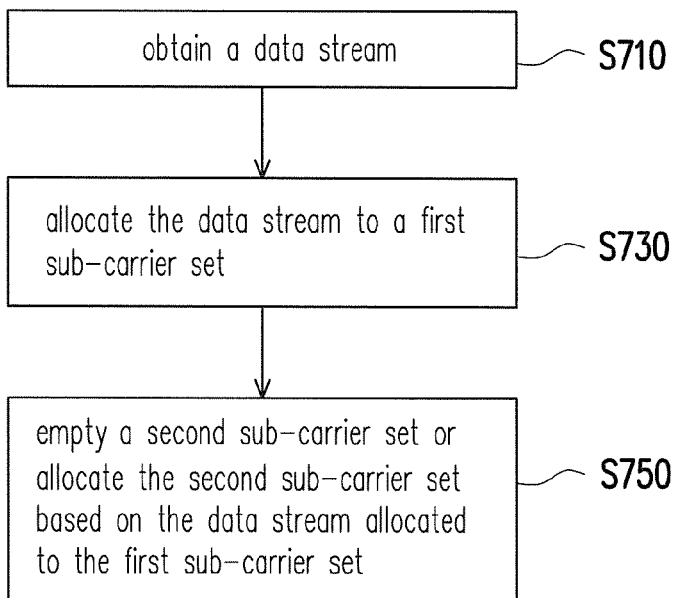 obtain a data stream
S710
allocate the data stream to a first
sub-carrier set
S730
empty a second sub-carrier set or
allocate the second sub-carrier set
based on the data stream allocated
to the first sub-carrier set
S750